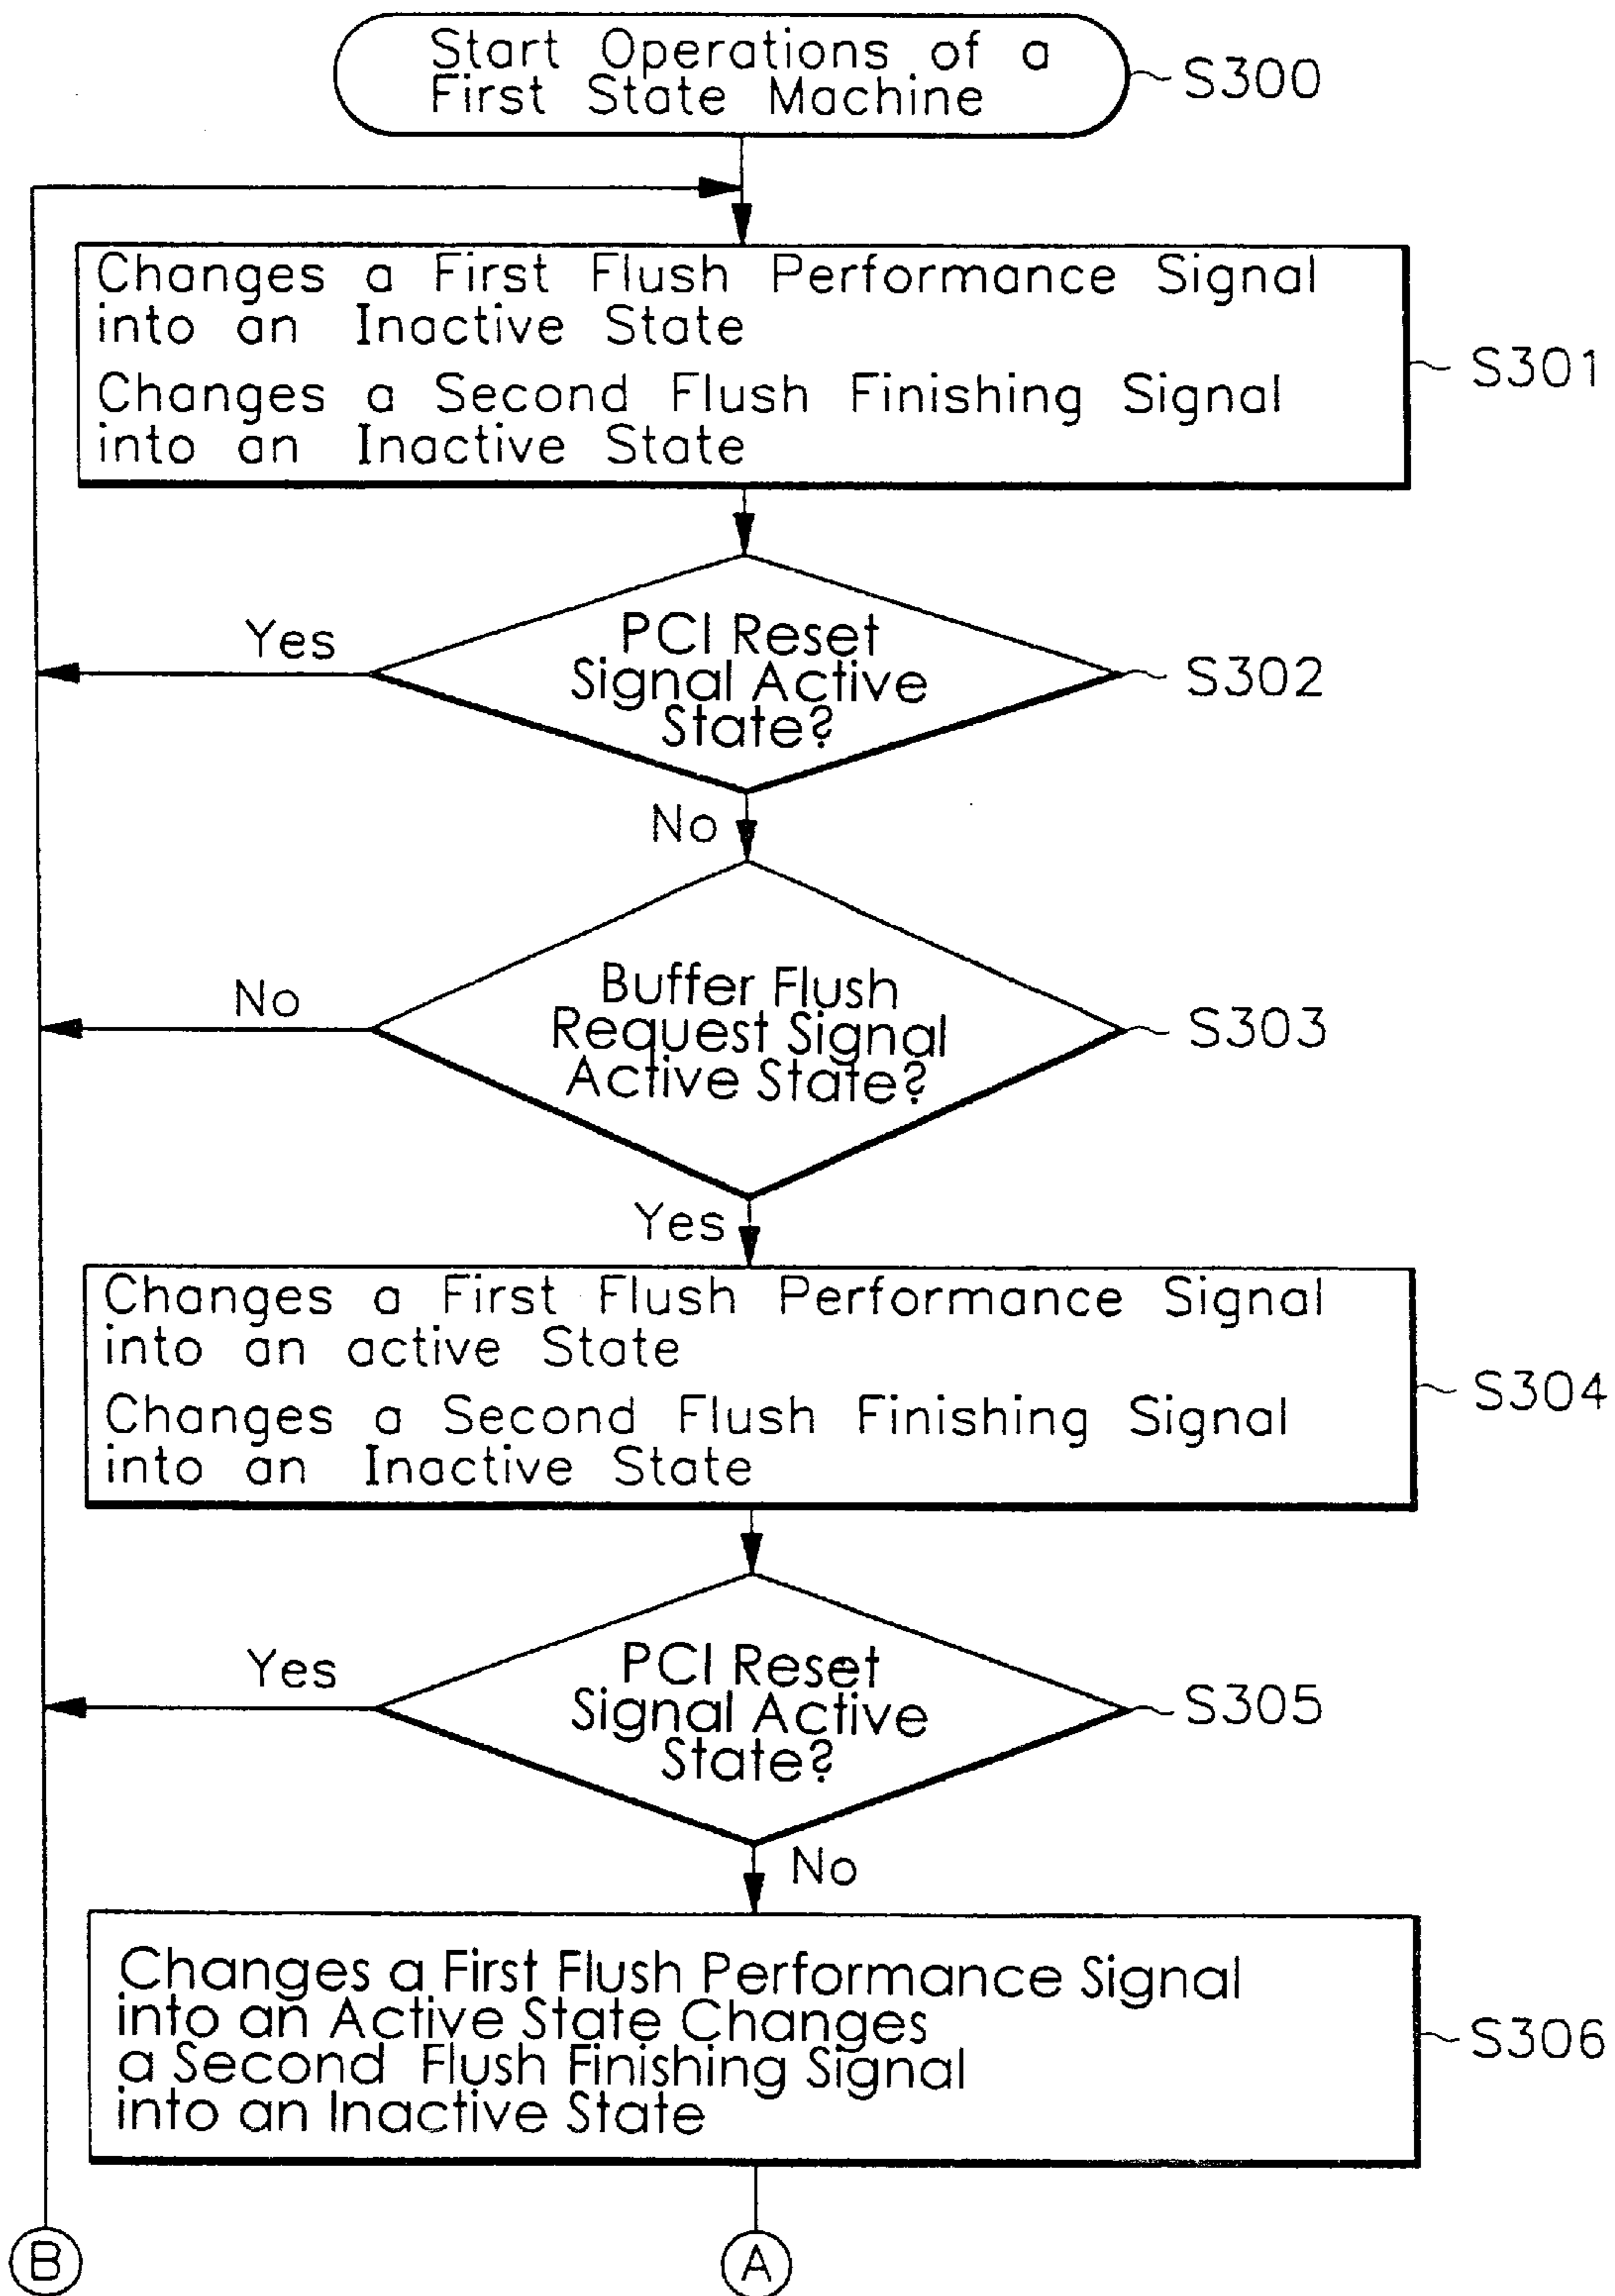 Start Operations of a
First State Machine
S300
Changes a First Flush Performance Signal
into an Inactive State
Changes a Second Flush Finishing Signal
into an Inactive State
S301
Yes
PCI Reset
Signal Active
State?
S302
No
No
Buffer Flush
Request Signal
Active State?
S303
Yes
Changes a First Flush Performance Signal
into an active State
Changes a Second Flush Finishing Signal
into an Inactive State
S304
Yes
PCI Reset
Signal Active
State?
S305
No
Changes a First Flush Performance Signal
into an Active State Changes
a Second Flush Finishing Signal
into an Inactive State
S306
B
A